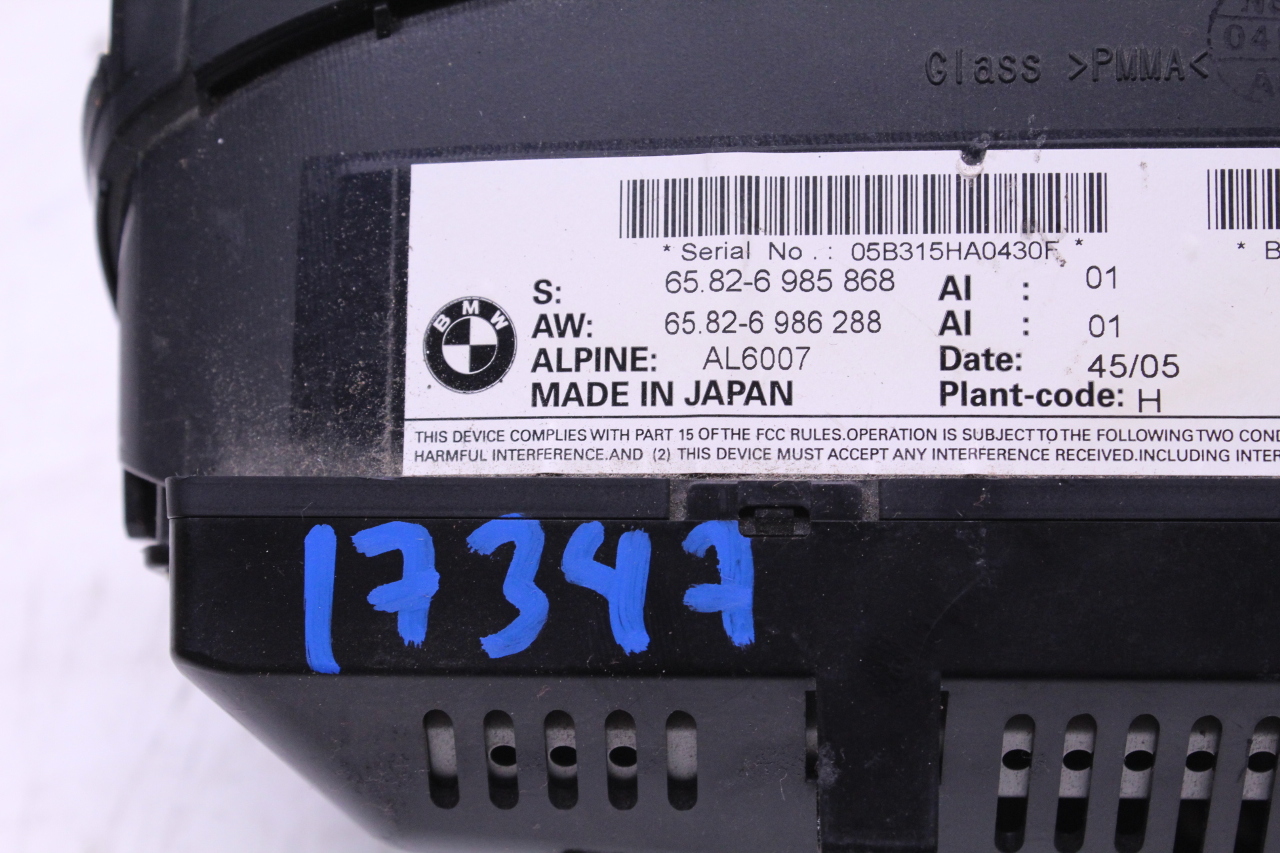 Glass >PMMA<
04
A
* Serial No . : 05B315HA0430F *
* B
S: 65.82-6 985 868 AI : 01
BMW
AW: 65.82-6 986 288 AI : 01
ALPINE: AL6007 Date: 45/05
MADE IN JAPAN Plant-code: H
THIS DEVICE COMPLIES WITH PART 15 OF THE FCC RULES.OPERATION IS SUBJECT TO THE FOLLOWING TWO COND
HARMFUL INTERFERENCE.AND (2) THIS DEVICE MUST ACCEPT ANY INTERFERENCE RECEIVED.INCLUDING INTER
17347